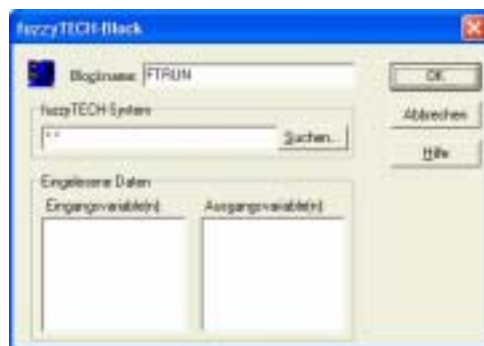 fuzzyTECH-Block
Blockname: FTRUN
OK
fuzzyTECH-System
Abbrechen
*.*
Suchen...
Hilfe
Eingelesene Daten
Eingangsvariable(n):
Ausgangsvariable(n):